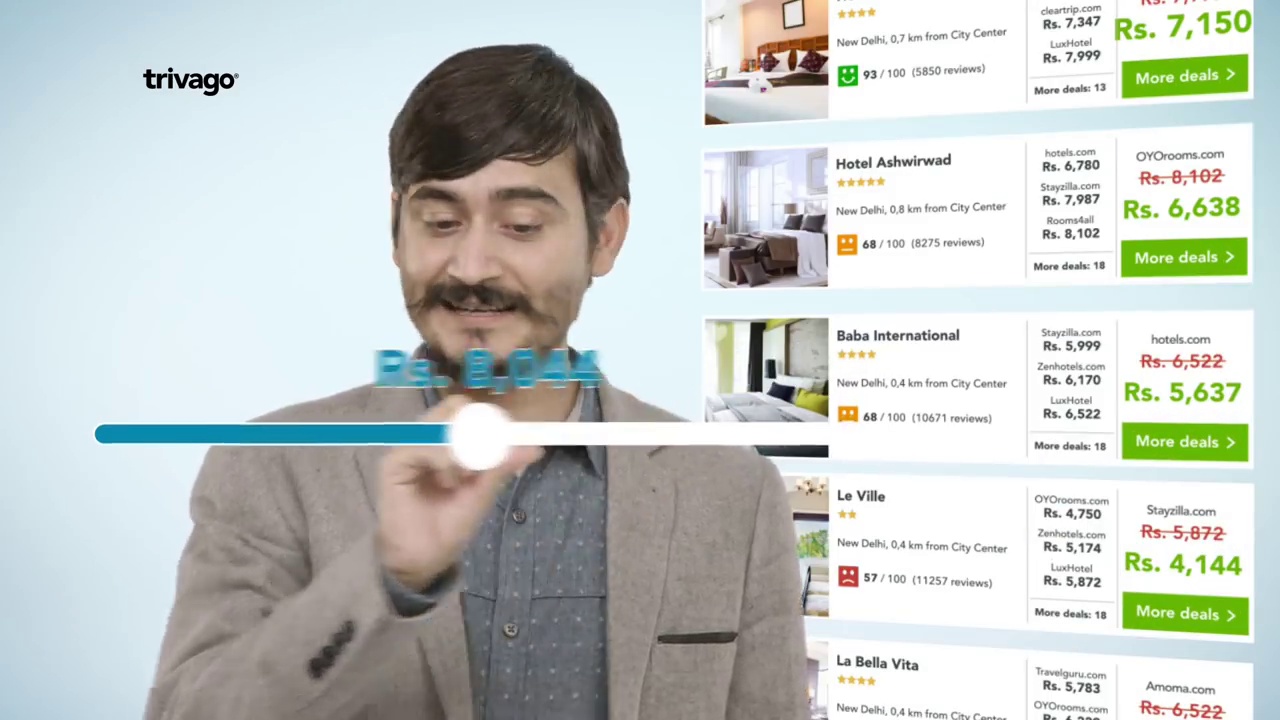 trivago
Rs. 8,044
New Delhi, 0,7 km from City Center
93 / 100 (5850 reviews)
cleartrip.com
Rs. 7,347
LuxHotel
Rs. 7,999
More deals: 13
Rs. 7,150
More deals >
Hotel Ashwirwad
New Delhi, 0,8 km from City Center
68 / 100 (8275 reviews)
hotels.com
Rs. 6,780
Stayzilla.com
Rs. 7,987
Rooms4all
Rs. 8,102
More deals: 18
OYOrooms.com
Rs. 8,102
Rs. 6,638
More deals >
Baba International
New Delhi, 0,4 km from City Center
68 / 100 (10671 reviews)
Stayzilla.com
Rs. 5,999
Zenhotels.com
Rs. 6,170
LuxHotel
Rs. 6,522
More deals: 18
hotels.com
Rs. 6,522
Rs. 5,637
More deals >
Le Ville
New Delhi, 0,4 km from City Center
57 / 100 (11257 reviews)
OYOrooms.com
Rs. 4,750
Zenhotels.com
Rs. 5,174
LuxHotel
Rs. 5,872
More deals: 18
Stayzilla.com
Rs. 5,872
Rs. 4,144
More deals >
La Bella Vita
New Delhi, 0,4 km from City Center
Travelguru.com
Rs. 5,783
OYOrooms.com
Amoma.com
Rs. 6,522